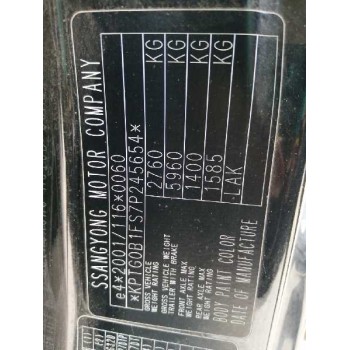 SSANGYONG MOTOR COMPANY
e4*2001/116*0060
*KPTG0B1FS7P245654*
GROSS VEHICLE WEIGHT RATING 2760 KG
GROSS VEHICLE WEIGHT TRAILER WITH BRAKE 5960 KG
FRONT AXLE MAX WEIGHT RATING 1400 KG
REAR AXLE MAX WEIGHT RATING 1585 KG
BODY PAINT COLOR LAK
DATE OF MANUFACTURE